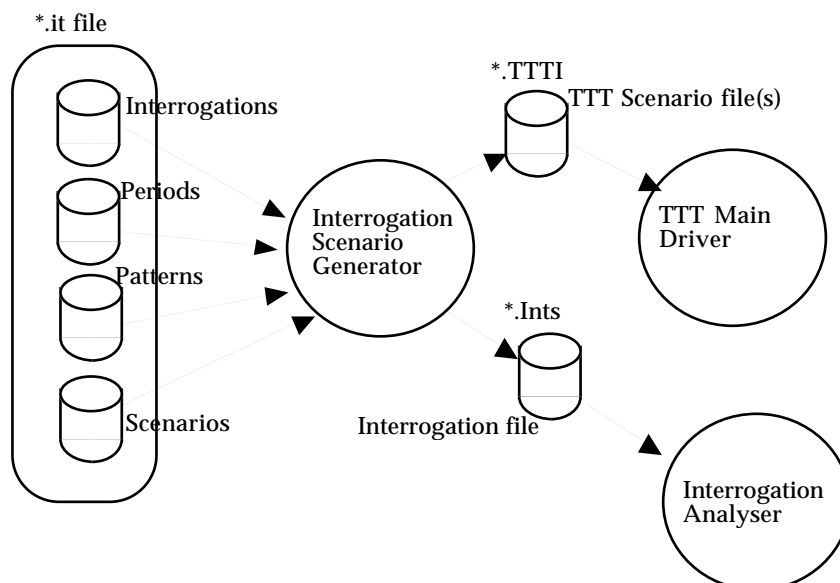 *.it file
Interrogations
Periods
Patterns
Scenarios
Interrogation
Scenario
Generator
*.TTTI
TTT Scenario file(s)
TTT Main
Driver
*.Ints
Interrogation file
Interrogation
Analyser